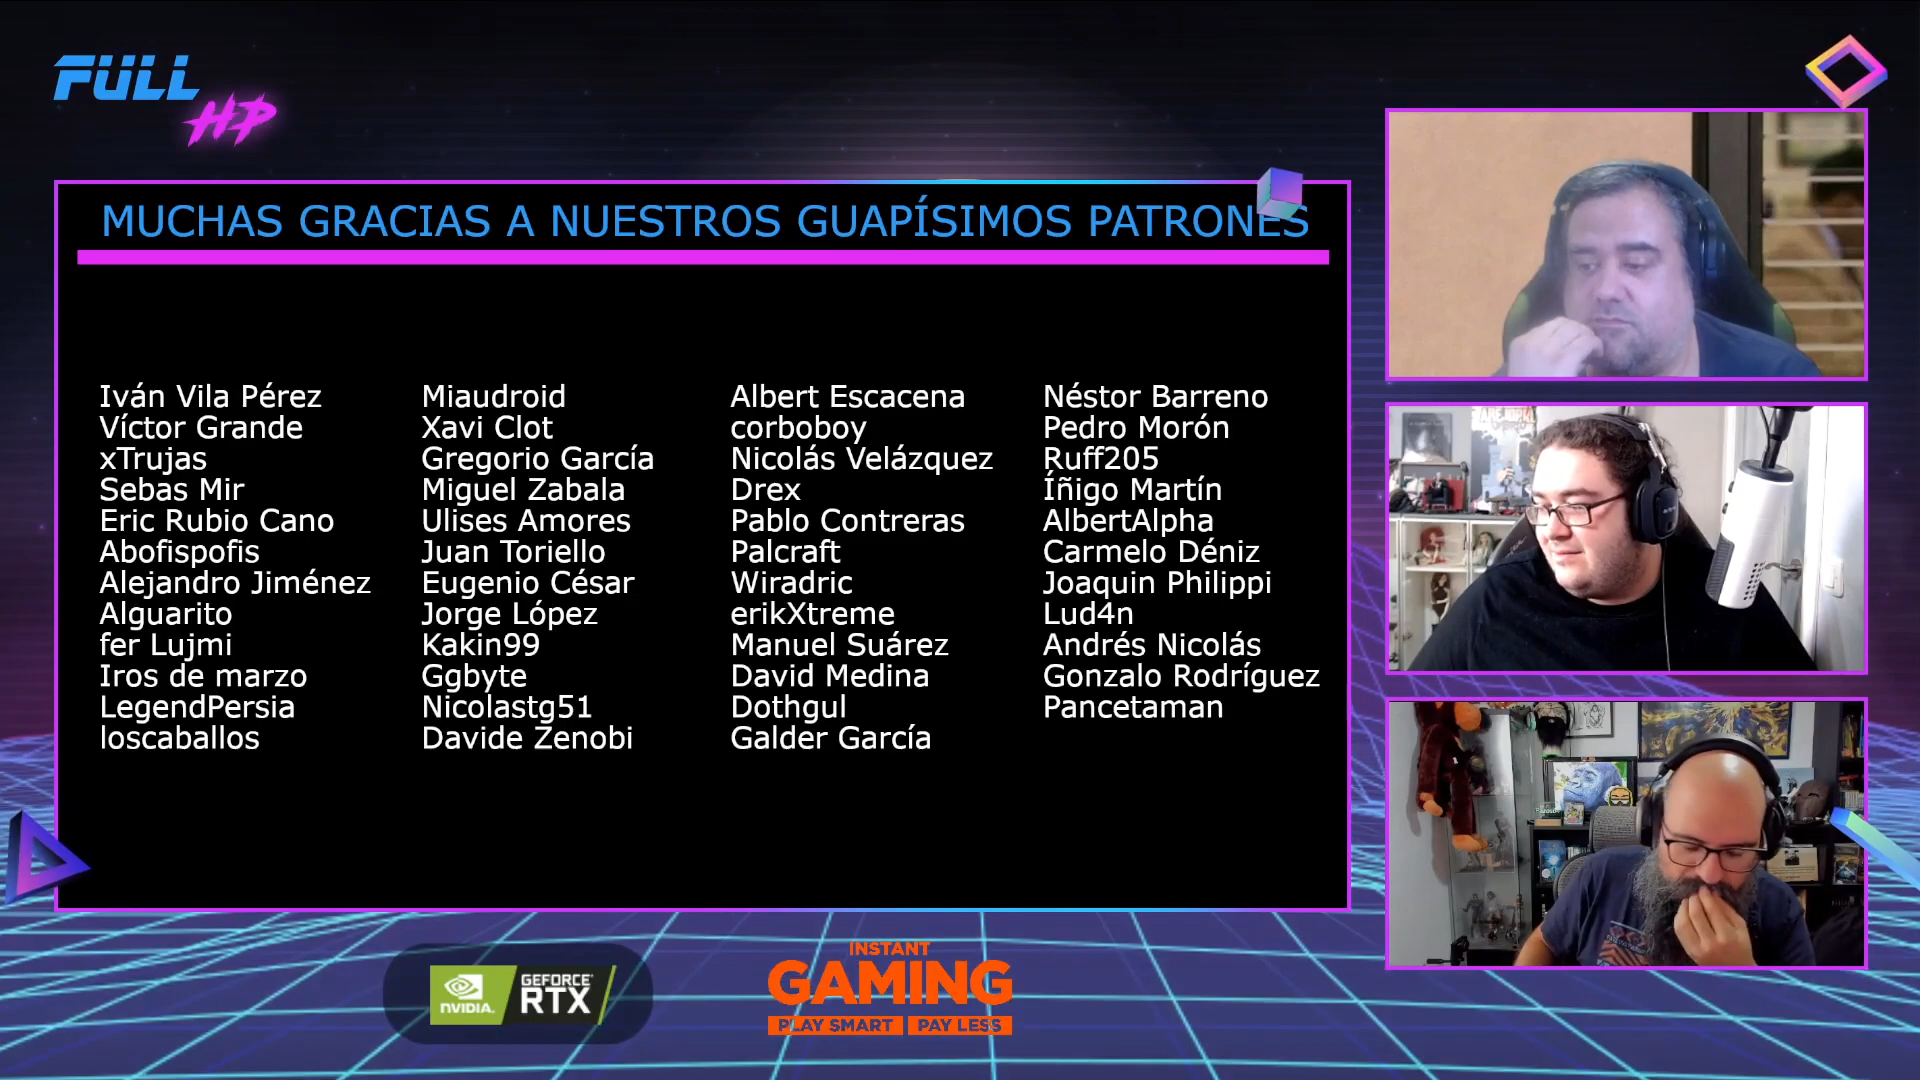 FULL
HP
MUCHAS GRACIAS A NUESTROS GUAPÍSIMOS PATRONES
Iván Vila Pérez
Víctor Grande
xTrujas
Sebas Mir
Eric Rubio Cano
Abofispofis
Alejandro Jiménez
Alguarito
fer Lujmi
Iros de marzo
LegendPersia
loscaballos
Miaudroid
Xavi Clot
Gregorio García
Miguel Zabala
Ulises Amores
Juan Toriello
Eugenio César
Jorge López
Kakin99
Ggbyte
Nicolastg51
Davide Zenobi
Albert Escacena
corboboy
Nicolás Velázquez
Drex
Pablo Contreras
Palcraft
Wiradric
erikXtreme
Manuel Suárez
David Medina
Dothgul
Galder García
Néstor Barreno
Pedro Morón
Ruff205
Íñigo Martín
AlbertAlpha
Carmelo Déniz
Joaquin Philippi
Lud4n
Andrés Nicolás
Gonzalo Rodríguez
Pancetaman
NVIDIA.
GEFORCE
RTX
INSTANT
GAMING
PLAY SMART PAY LESS